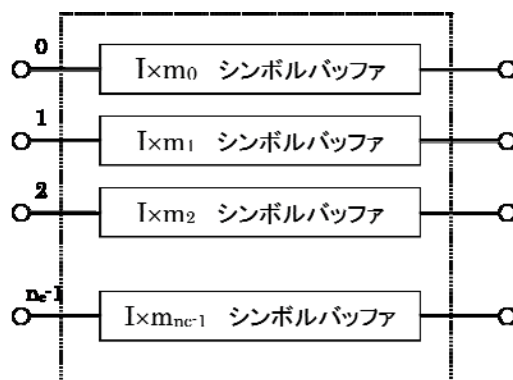 0
I×m₀ シンボルバッファ
1
I×m₁ シンボルバッファ
2
I×m₂ シンボルバッファ
nc-1
I×mnc-1 シンボルバッファ